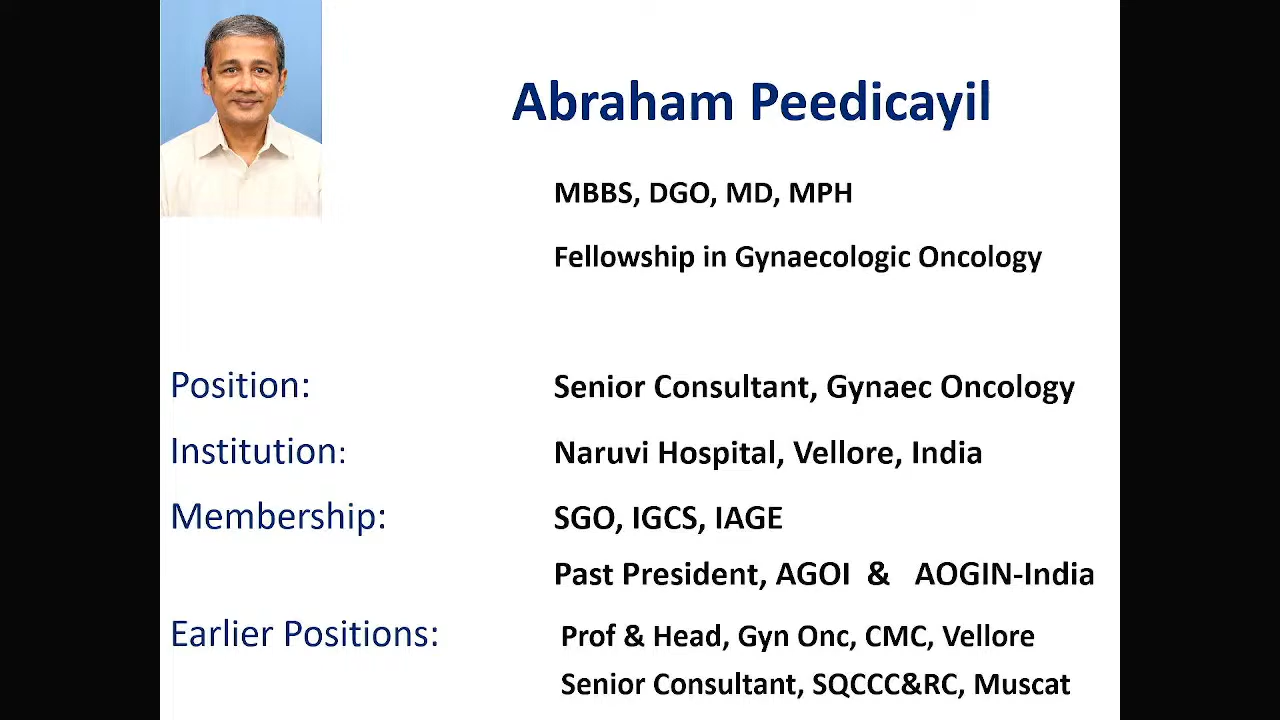 Abraham Peedicayil
MBBS, DGO, MD, MPH
Fellowship in Gynaecologic Oncology
Position: Senior Consultant, Gynaec Oncology
Institution: Naruvi Hospital, Vellore, India
Membership: SGO, IGCS, IAGE
Past President, AGOI & AOGIN-India
Earlier Positions: Prof & Head, Gyn Onc, CMC, Vellore
Senior Consultant, SQCCC&RC, Muscat